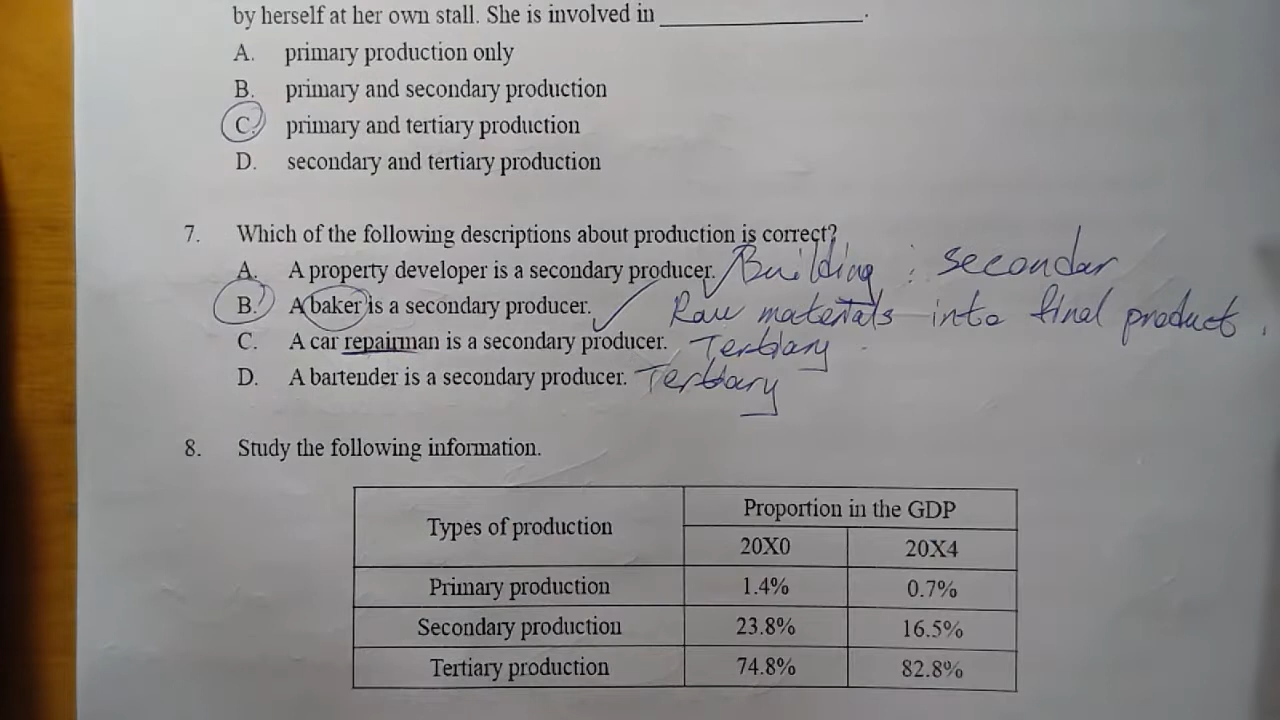 by herself at her own stall. She is involved in ____________________.
A. primary production only
B. primary and secondary production
C. primary and tertiary production
D. secondary and tertiary production
7. Which of the following descriptions about production is correct?
A. A property developer is a secondary producer. Building : secondar
B. A baker is a secondary producer. Raw materials into final product.
C. A car repairman is a secondary producer. Tertiary
D. A bartender is a secondary producer. Tertiary
8. Study the following information.
Types of production Proportion in the GDP
20X0 20X4
Primary production 1.4% 0.7%
Secondary production 23.8% 16.5%
Tertiary production 74.8% 82.8%